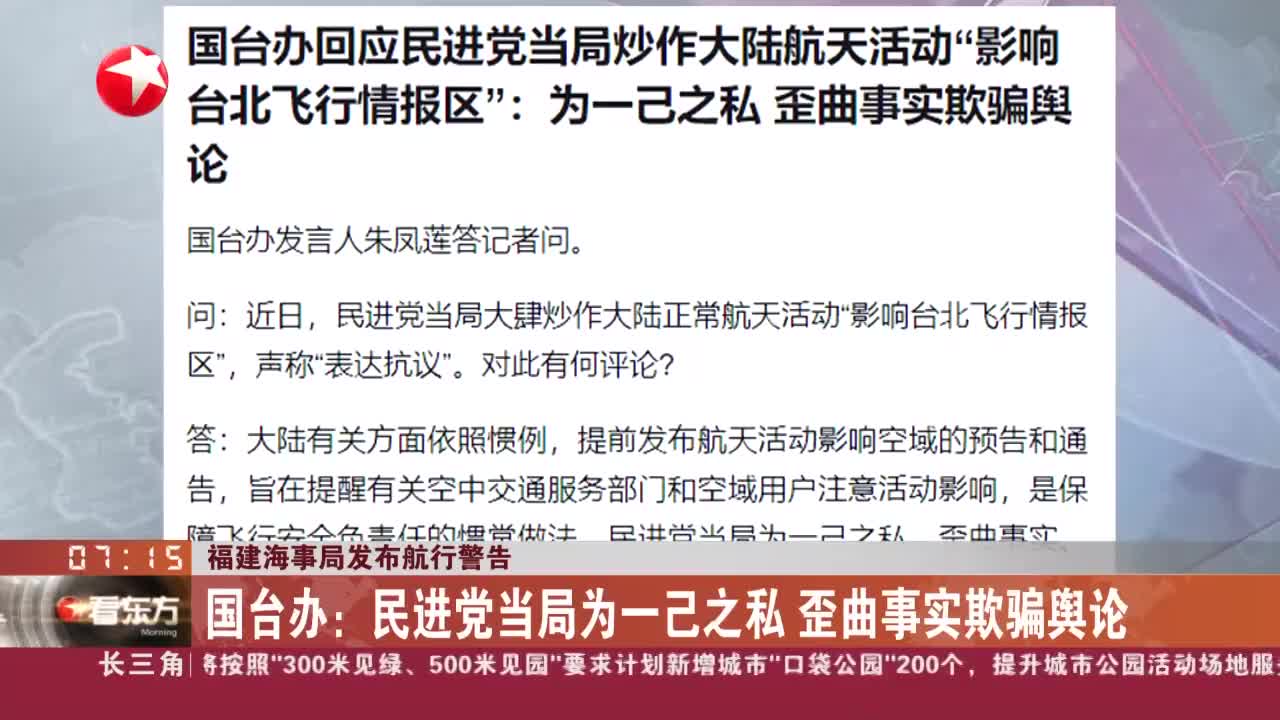 国台办回应民进党当局炒作大陆航天活动“影响
台北飞行情报区”：为一己之私 歪曲事实欺骗舆
论
国台办发言人朱凤莲答记者问。
问：近日，民进党当局大肆炒作大陆正常航天活动“影响台北飞行情报
区”，声称“表达抗议”。对此有何评论？
答：大陆有关方面依照惯例，提前发布航天活动影响空域的预告和通
告，旨在提醒有关空中交通服务部门和空域用户注意活动影响，是保
障飞行安全负责任的惯常做法。民进党当局为一己之私，歪曲事实、
07:15 福建海事局发布航行警告
看东方
Morning
国台办：民进党当局为一己之私 歪曲事实欺骗舆论
长三角 将按照"300米见绿、500米见园"要求计划新增城市"口袋公园"200个，提升城市公园活动场地服